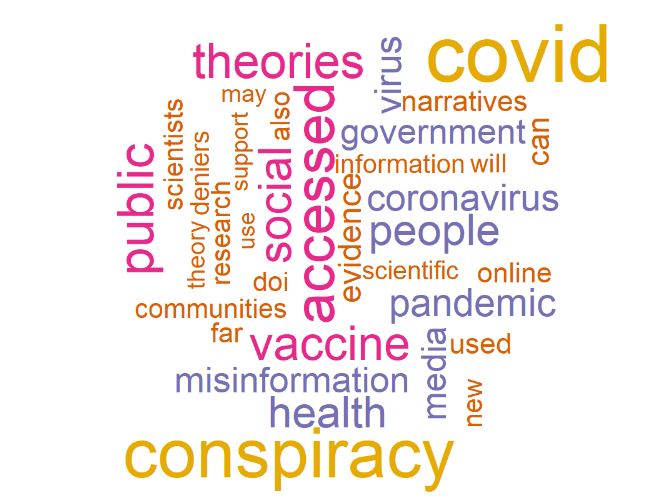 covid
theories
virus
may
also
narratives
scientists
support
accessed
government
can
public
deniers
social
information
will
theory
research
use
evidence
coronavirus
people
doi
scientific
online
communities
pandemic
far
vaccine
media
used
misinformation
new
health
conspiracy